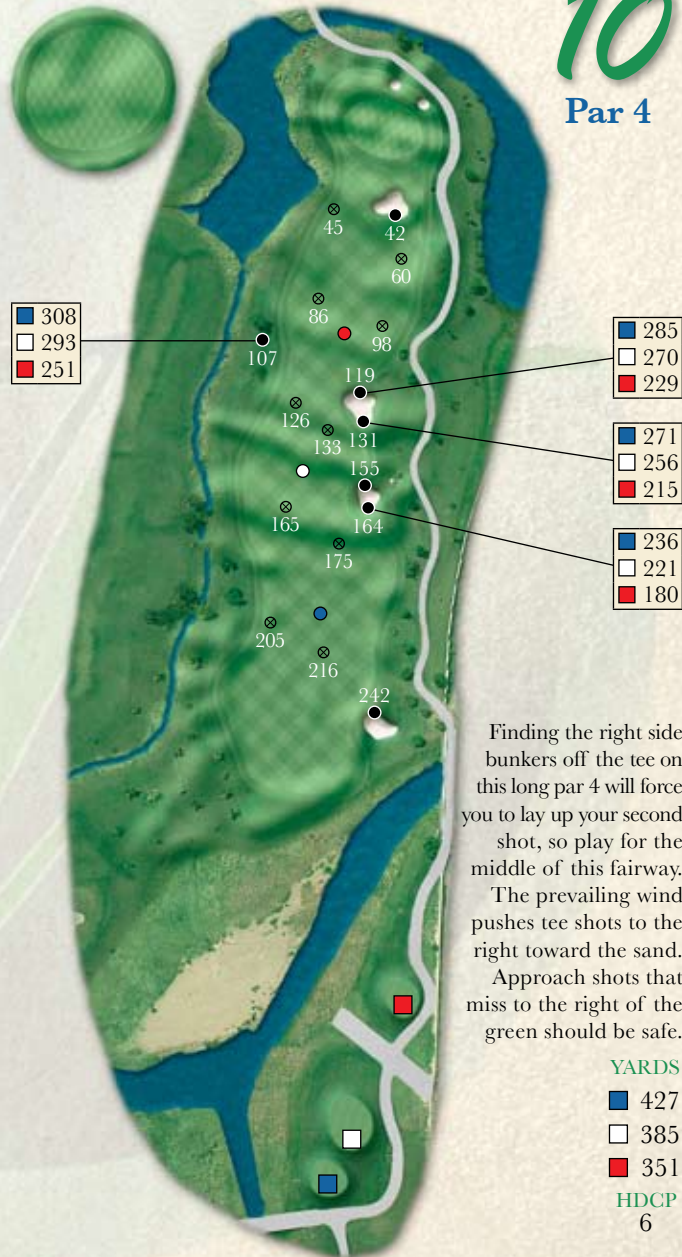 10
Par 4
45
42
60
86
98
107
308
293
251
119
285
270
229
126
133
131
271
256
215
155
165
164
175
236
221
180
205
216
242
Finding the right side
bunkers off the tee on
this long par 4 will force
you to lay up your second
shot, so play for the
middle of this fairway.
The prevailing wind
pushes tee shots to the
right toward the sand.
Approach shots that
miss to the right of the
green should be safe.
YARDS
427
385
351
HDCP
6